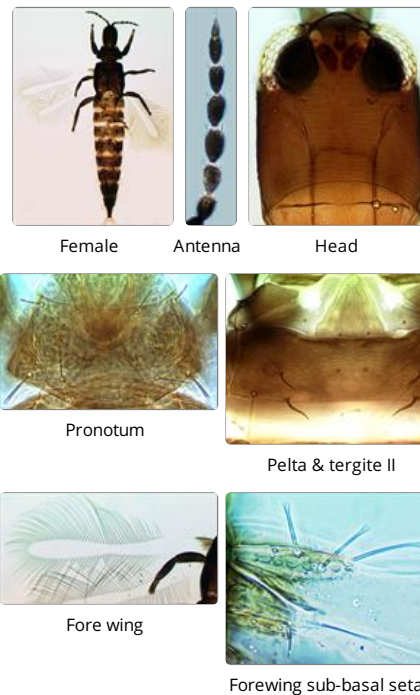 Female
Antenna
Head
Pronotum
Pelta & tergite II
Fore wing
Forewing sub-basal seta